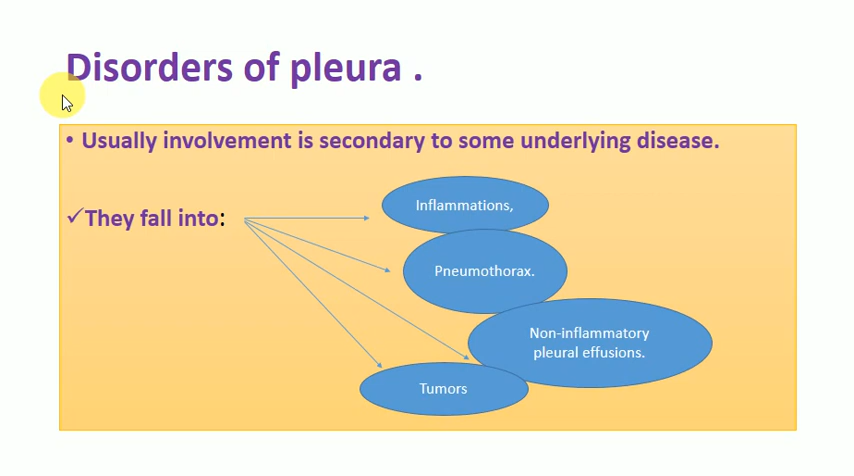 Disorders of pleura .
• Usually involvement is secondary to some underlying disease.
✓They fall into:
Inflammations,
Pneumothorax.
Non-inflammatory
pleural effusions.
Tumors